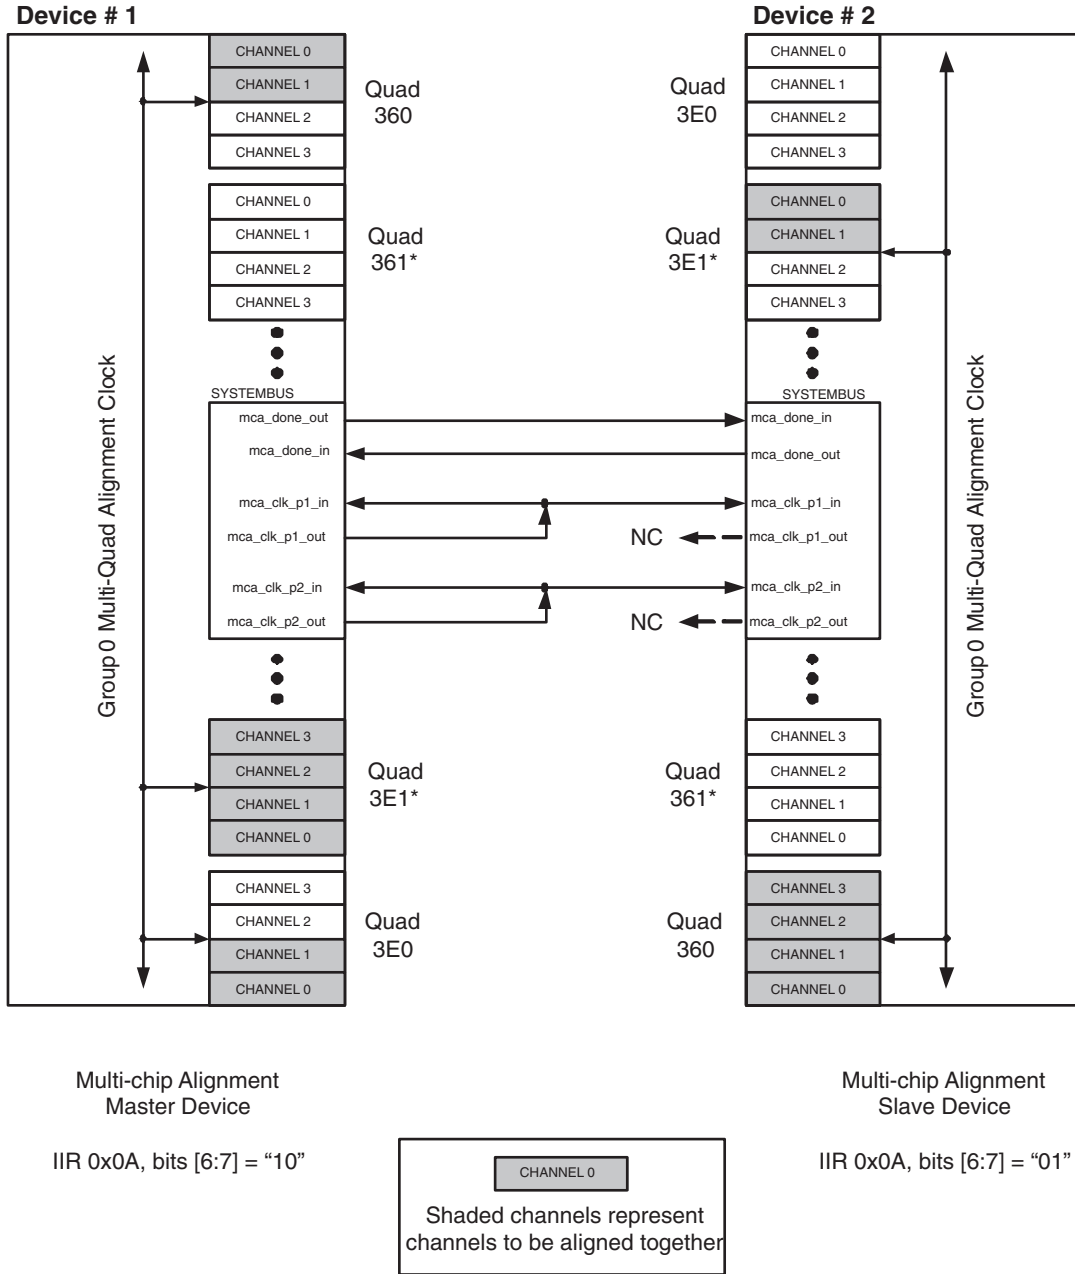 Device # 1
CHANNEL 0
CHANNEL 1
CHANNEL 2
CHANNEL 3
Quad
360
CHANNEL 0
CHANNEL 1
CHANNEL 2
CHANNEL 3
Quad
361*
Group 0 Multi-Quad Alignment Clock
SYSTEMBUS
mca_done_out
mca_done_in
mca_clk_p1_in
mca_clk_p1_out
mca_clk_p2_in
mca_clk_p2_out
CHANNEL 3
CHANNEL 2
CHANNEL 1
CHANNEL 0
Quad
3E1*
CHANNEL 3
CHANNEL 2
CHANNEL 1
CHANNEL 0
Quad
3E0
Device # 2
Quad
3E0
CHANNEL 0
CHANNEL 1
CHANNEL 2
CHANNEL 3
Quad
3E1*
CHANNEL 0
CHANNEL 1
CHANNEL 2
CHANNEL 3
SYSTEMBUS
mca_done_in
mca_done_out
mca_clk_p1_in
NC
mca_clk_p1_out
mca_clk_p2_in
NC
mca_clk_p2_out
Group 0 Multi-Quad Alignment Clock
Quad
361*
CHANNEL 3
CHANNEL 2
CHANNEL 1
CHANNEL 0
Quad
360
CHANNEL 3
CHANNEL 2
CHANNEL 1
CHANNEL 0
Multi-chip Alignment
Master Device
IIR 0x0A, bits [6:7] = “10”
Multi-chip Alignment
Slave Device
IIR 0x0A, bits [6:7] = “01”
CHANNEL 0
Shaded channels represent
channels to be aligned together